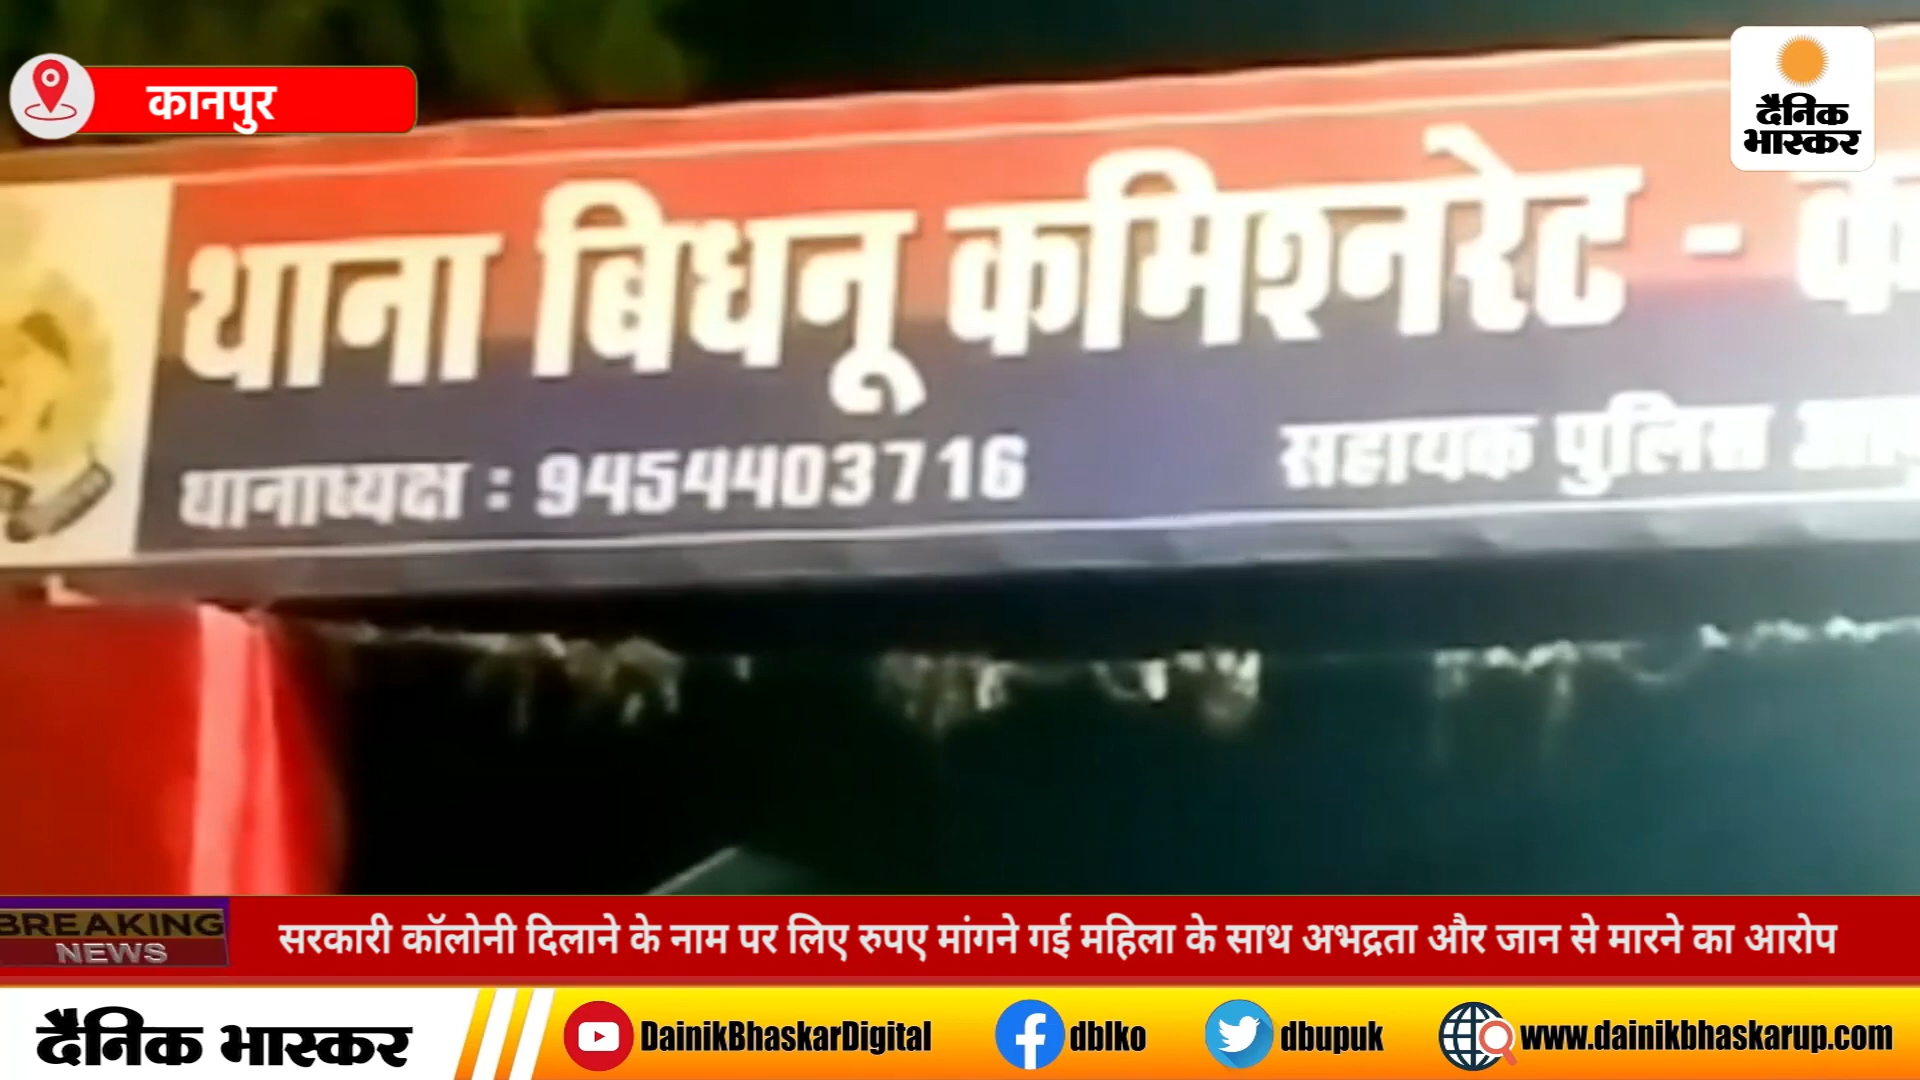 कानपुर
दैनिक
भास्कर
थाना बिधनू कमिश्नरेट -
थानाध्यक्ष : 9454403716
सहायक पुलिस
BREAKING
NEWS
सरकारी कॉलोनी दिलाने के नाम पर लिए रुपए मांगने गई महिला के साथ अभद्रता और जान से मारने का आरोप
दैनिक भास्कर
DainikBhaskarDigital
dblko
dbupuk
www.dainikbhaskarup.com